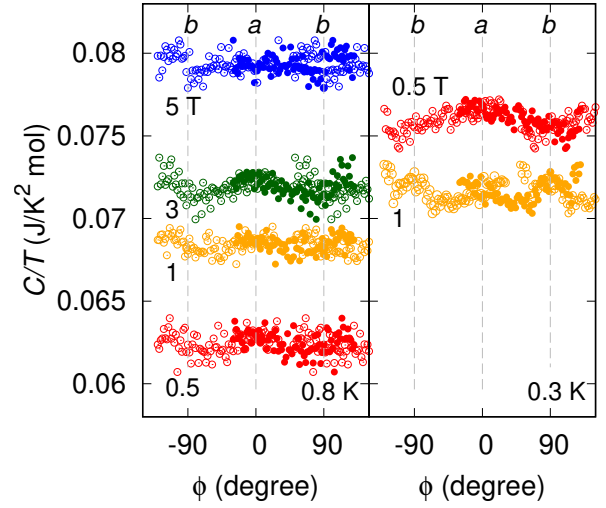 b a b b a b
C/T (J/K² mol)
0.08
0.075
0.07
0.065
0.06
5 T
3
1
0.5
0.8 K
0.5 T
1
0.3 K
-90 0 90 -90 0 90
ϕ (degree) ϕ (degree)